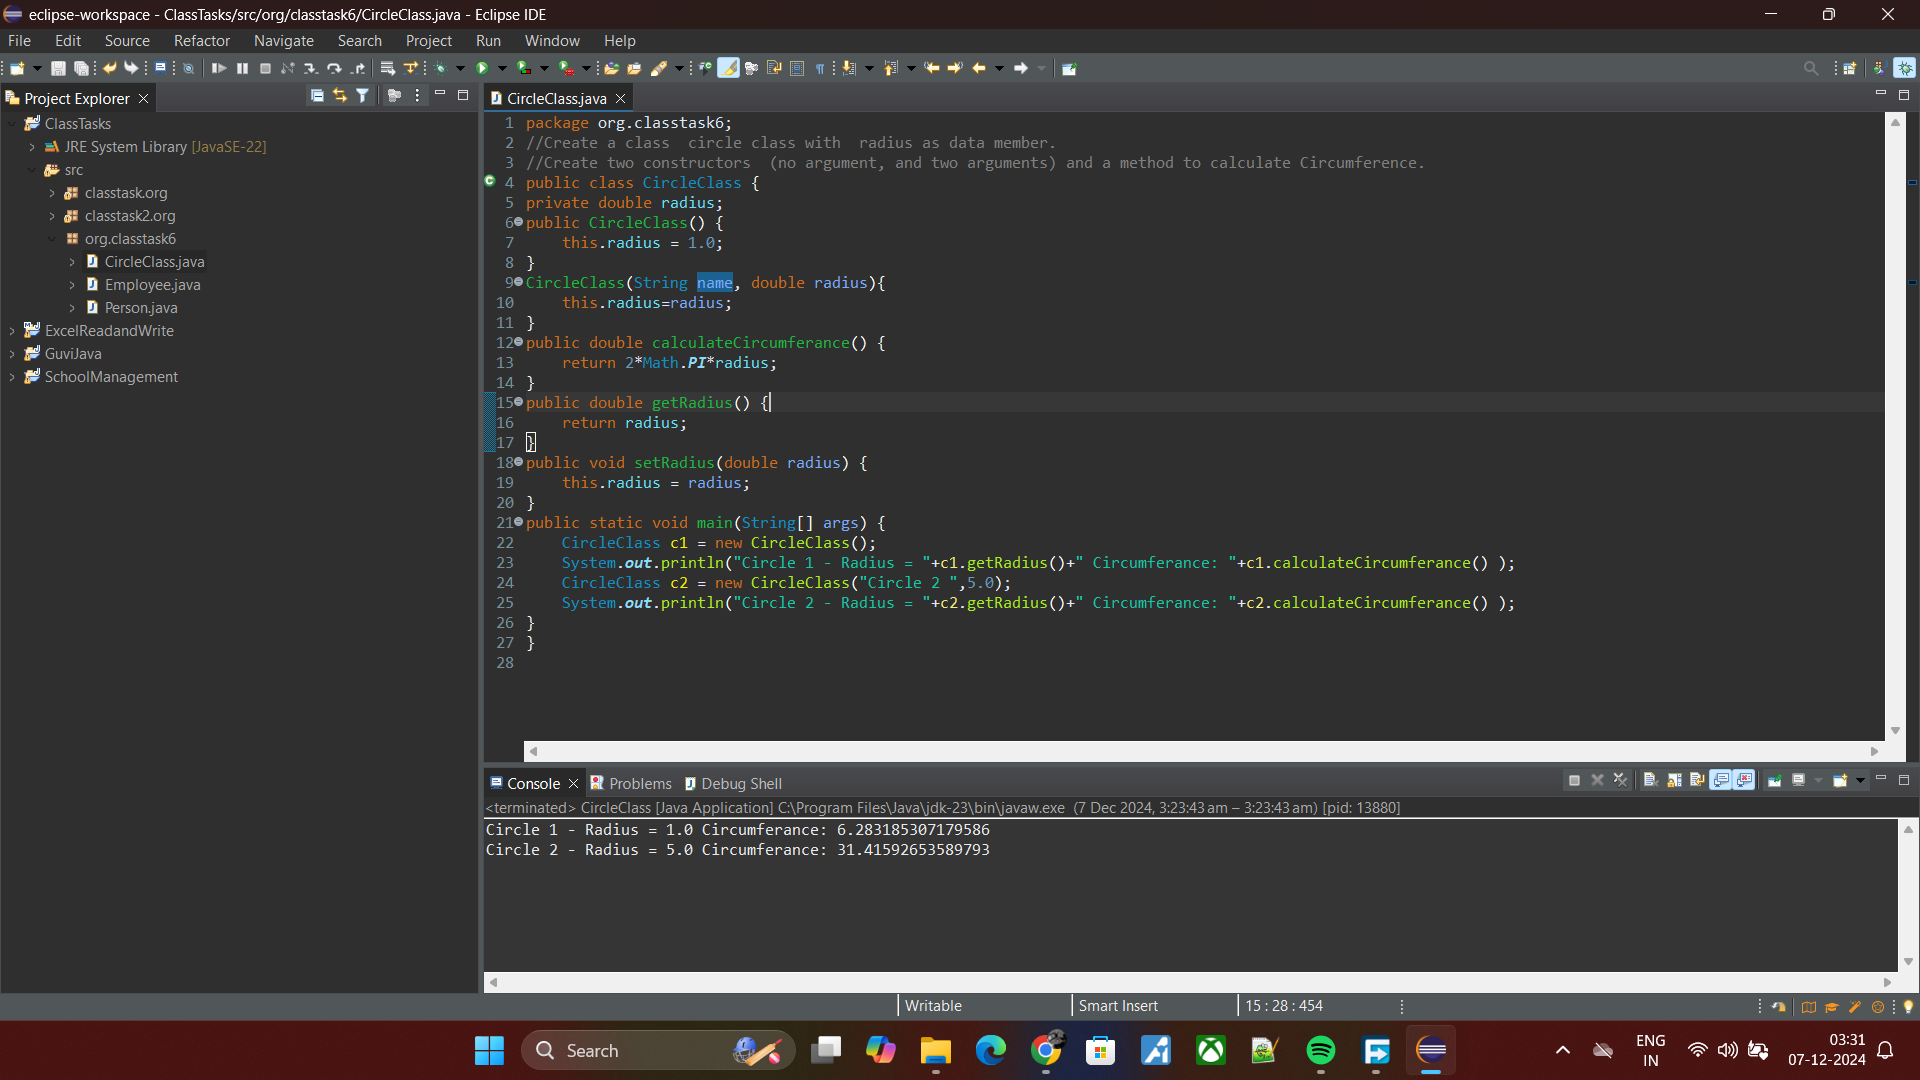 eclipse-workspace - ClassTasks/src/org/classtask6/CircleClass.java - Eclipse IDE
File Edit Source Refactor Navigate Search Project Run Window Help
Project Explorer
ClassTasks
JRE System Library [JavaSE-22]
src
classtask.org
classtask2.org
org.classtask6
CircleClass.java
Employee.java
Person.java
ExcelReadandWrite
GuviJava
SchoolManagement
CircleClass.java
1 package org.classtask6;
2 //Create a class  circle class with  radius as data member.
3 //Create two constructors  (no argument, and two arguments) and a method to calculate Circumference.
4 public class CircleClass {
5 private double radius;
6 public CircleClass() {
7     this.radius = 1.0;
8 }
9 CircleClass(String name, double radius){
10     this.radius=radius;
11 }
12 public double calculateCircumferance() {
13     return 2*Math.PI*radius;
14 }
15 public double getRadius() {
16     return radius;
17 }
18 public void setRadius(double radius) {
19     this.radius = radius;
20 }
21 public static void main(String[] args) {
22     CircleClass c1 = new CircleClass();
23     System.out.println("Circle 1 - Radius = "+c1.getRadius()+" Circumferance: "+c1.calculateCircumferance() );
24     CircleClass c2 = new CircleClass("Circle 2 ",5.0);
25     System.out.println("Circle 2 - Radius = "+c2.getRadius()+" Circumferance: "+c2.calculateCircumferance() );
26 }
27 }
28
Console Problems Debug Shell
<terminated> CircleClass [Java Application] C:\Program Files\Java\jdk-23\bin\javaw.exe (7 Dec 2024, 3:23:43 am – 3:23:43 am) [pid: 13880]
Circle 1 - Radius = 1.0 Circumferance: 6.283185307179586
Circle 2 - Radius = 5.0 Circumferance: 31.41592653589793
Writable Smart Insert 15 : 28 : 454
Search
ENG
IN
03:31
07-12-2024